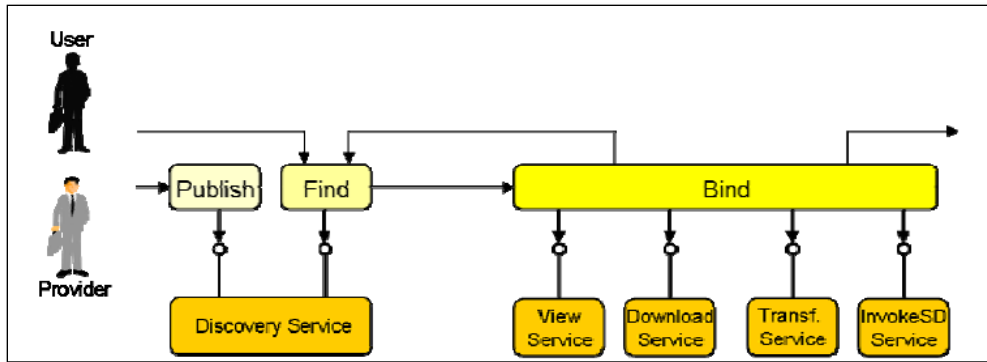 User
Publish
Find
Bind
Provider
Discovery Service
View
Service
Download
Service
Transf.
Service
InvokeSD
Service